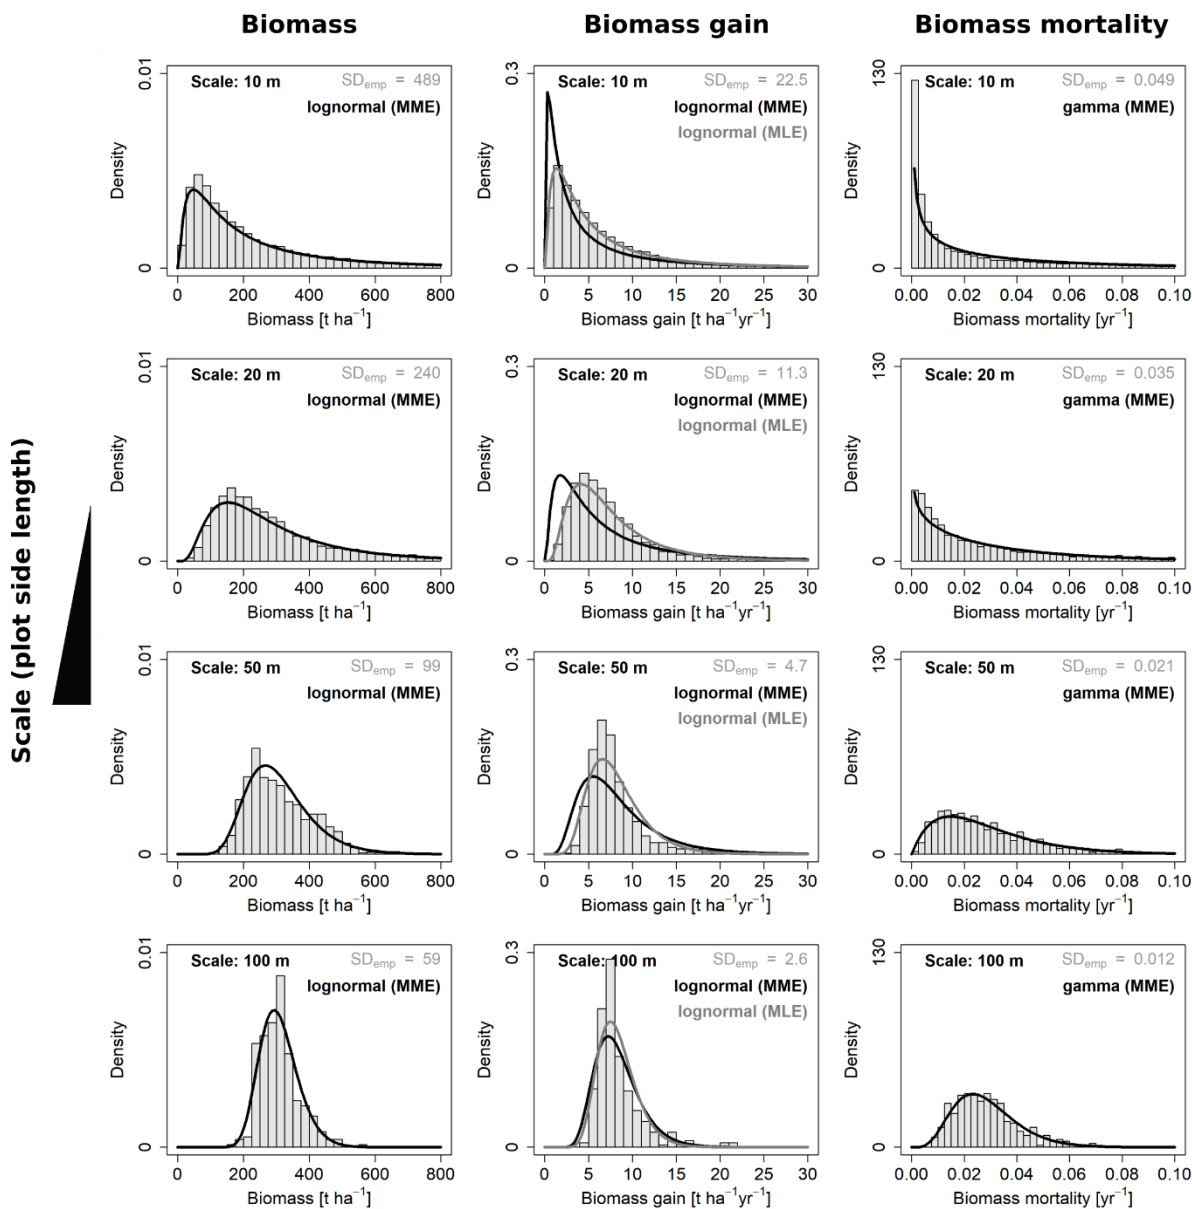 Biomass
Biomass gain
Biomass mortality
Scale (plot side length)
Scale: 10 m
SDemp = 489
lognormal (MME)
Density
0.01
0
0 200 400 600 800
Biomass [t ha−1]
Scale: 10 m
SDemp = 22.5
lognormal (MME)
lognormal (MLE)
Density
0.3
0
0 5 10 15 20 25 30
Biomass gain [t ha−1yr−1]
Scale: 10 m
SDemp = 0.049
gamma (MME)
Density
130
0
0.00 0.02 0.04 0.06 0.08 0.10
Biomass mortality [yr−1]
Scale: 20 m
SDemp = 240
lognormal (MME)
Density
0.01
0
0 200 400 600 800
Biomass [t ha−1]
Scale: 20 m
SDemp = 11.3
lognormal (MME)
lognormal (MLE)
Density
0.3
0
0 5 10 15 20 25 30
Biomass gain [t ha−1yr−1]
Scale: 20 m
SDemp = 0.035
gamma (MME)
Density
130
0
0.00 0.02 0.04 0.06 0.08 0.10
Biomass mortality [yr−1]
Scale: 50 m
SDemp = 99
lognormal (MME)
Density
0.01
0
0 200 400 600 800
Biomass [t ha−1]
Scale: 50 m
SDemp = 4.7
lognormal (MME)
lognormal (MLE)
Density
0.3
0
0 5 10 15 20 25 30
Biomass gain [t ha−1yr−1]
Scale: 50 m
SDemp = 0.021
gamma (MME)
Density
130
0
0.00 0.02 0.04 0.06 0.08 0.10
Biomass mortality [yr−1]
Scale: 100 m
SDemp = 59
lognormal (MME)
Density
0.01
0
0 200 400 600 800
Biomass [t ha−1]
Scale: 100 m
SDemp = 2.6
lognormal (MME)
lognormal (MLE)
Density
0.3
0
0 5 10 15 20 25 30
Biomass gain [t ha−1yr−1]
Scale: 100 m
SDemp = 0.012
gamma (MME)
Density
130
0
0.00 0.02 0.04 0.06 0.08 0.10
Biomass mortality [yr−1]